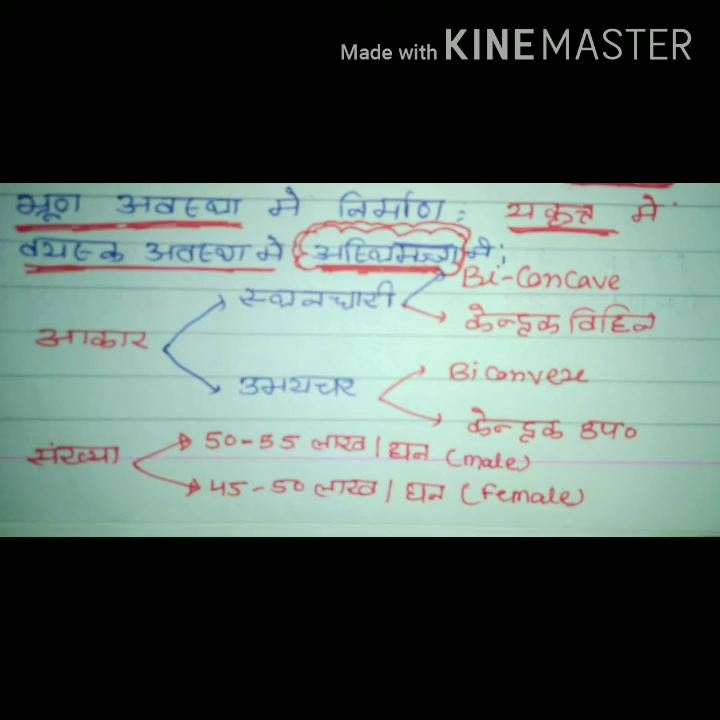 Made with KINEMASTER
भ्रूण अवस्था मे निर्माण : यकृत मे
वयस्क अवस्था मे अस्थिमज्जा मे;
Bi-Concave
स्थनचारी
केन्द्रक विहिन
आकार
Biconvex
उभयचर
केन्द्रक उप०
50-55 लाख / घन (male)
संख्या
45-50 लाख / घन (Female)